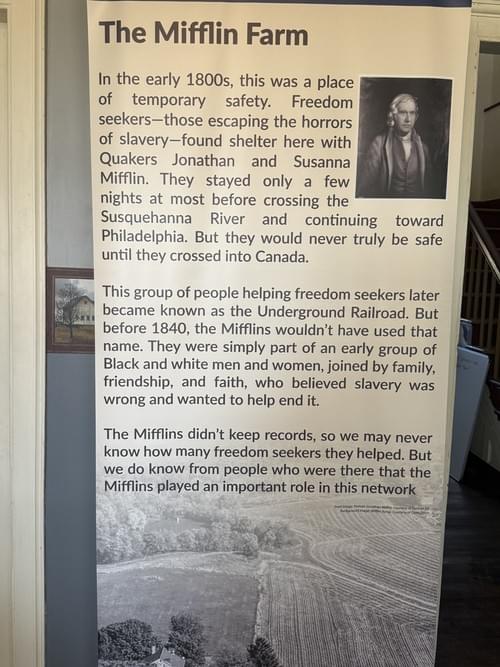 The Mifflin Farm
In the early 1800s, this was a place
of temporary safety. Freedom
seekers—those escaping the horrors
of slavery—found shelter here with
Quakers Jonathan and Susanna
Mifflin. They stayed only a few
nights at most before crossing the
Susquehanna River and continuing toward
Philadelphia. But they would never truly be safe
until they crossed into Canada.
This group of people helping freedom seekers later
became known as the Underground Railroad. But
before 1840, the Mifflins wouldn't have used that
name. They were simply part of an early group of
Black and white men and women, joined by family,
friendship, and faith, who believed slavery was
wrong and wanted to help end it.
The Mifflins didn't keep records, so we may never
know how many freedom seekers they helped. But
we do know from people who were there that the
Mifflins played an important role in this network